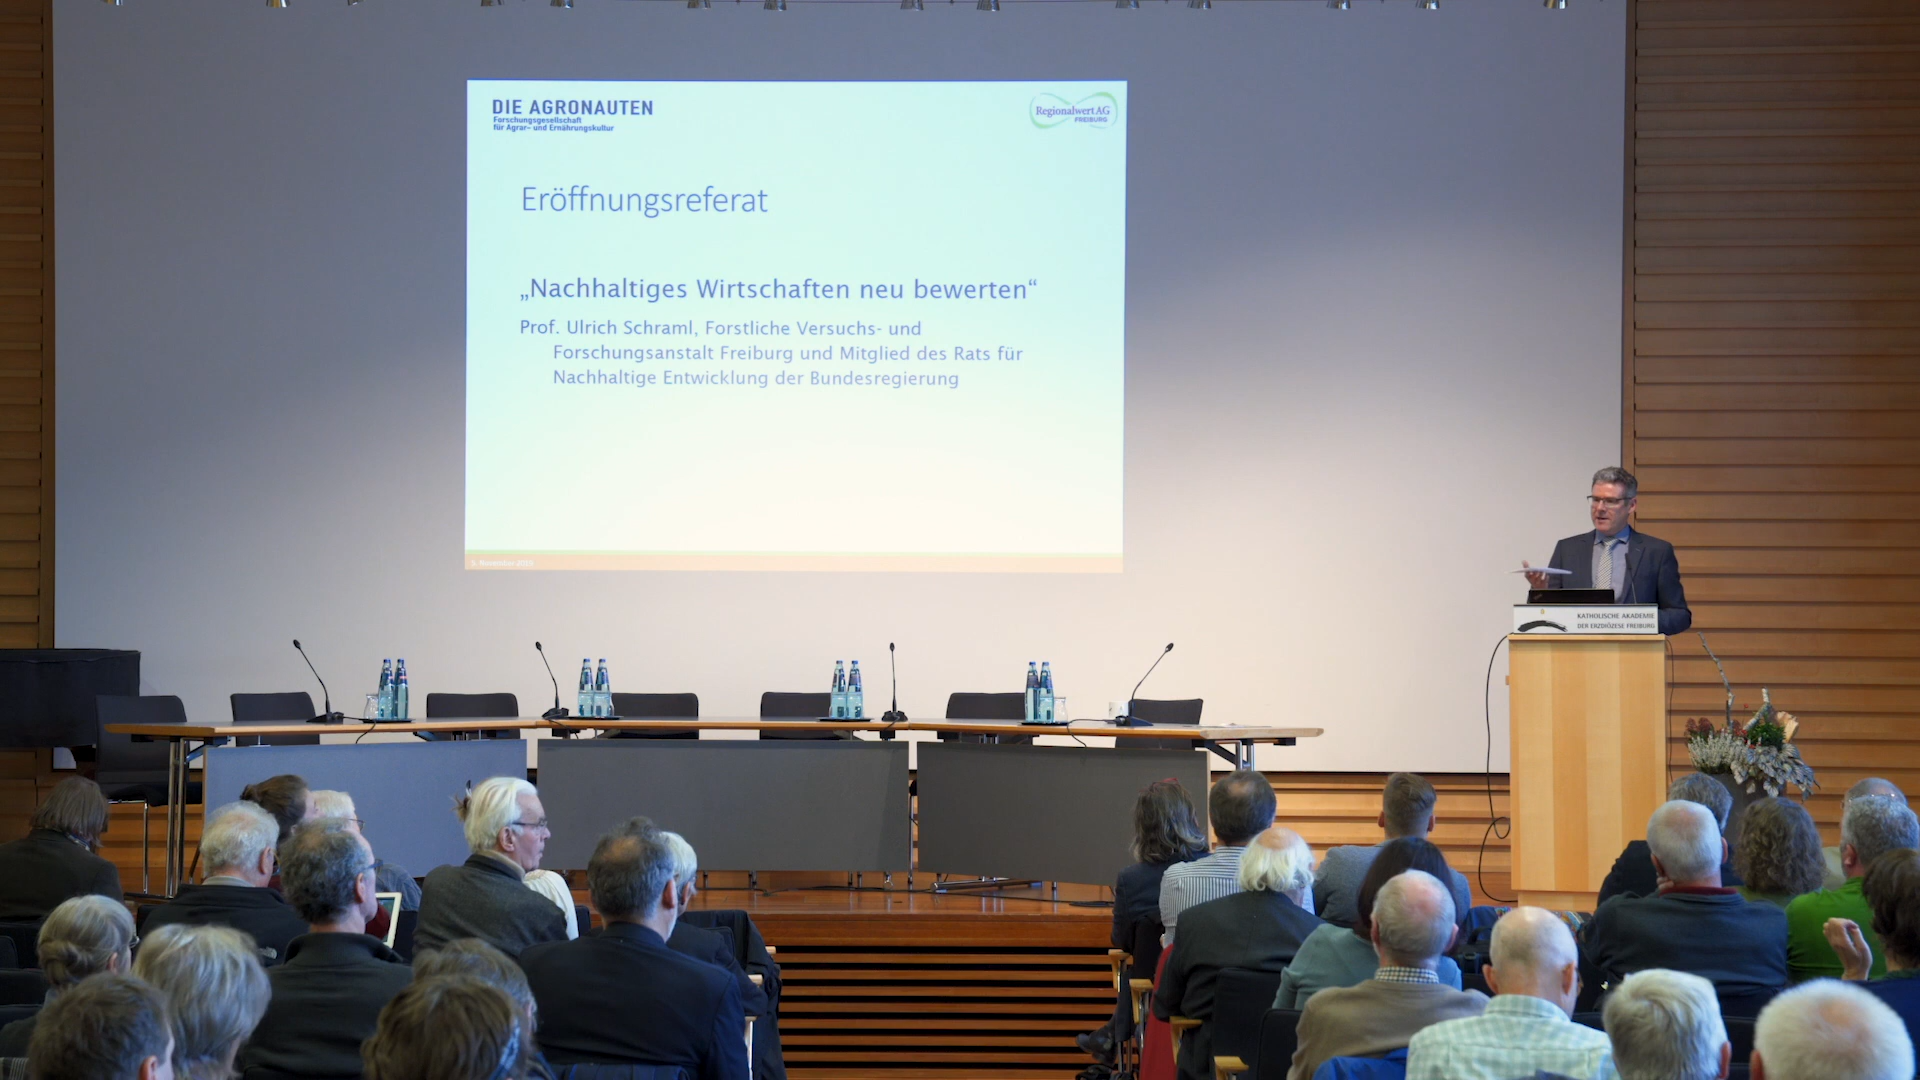 DIE AGRONAUTEN
Forschungsgesellschaft
für Agrar- und Ernährungskultur
RegionalwertAG
FREIBURG
Eröffnungsreferat
„Nachhaltiges Wirtschaften neu bewerten“
Prof. Ulrich Schraml, Forstliche Versuchs- und
Forschungsanstalt Freiburg und Mitglied des Rats für
Nachhaltige Entwicklung der Bundesregierung
KATHOLISCHE AKADEMIE
DER ERZDIÖZESE FREIBURG